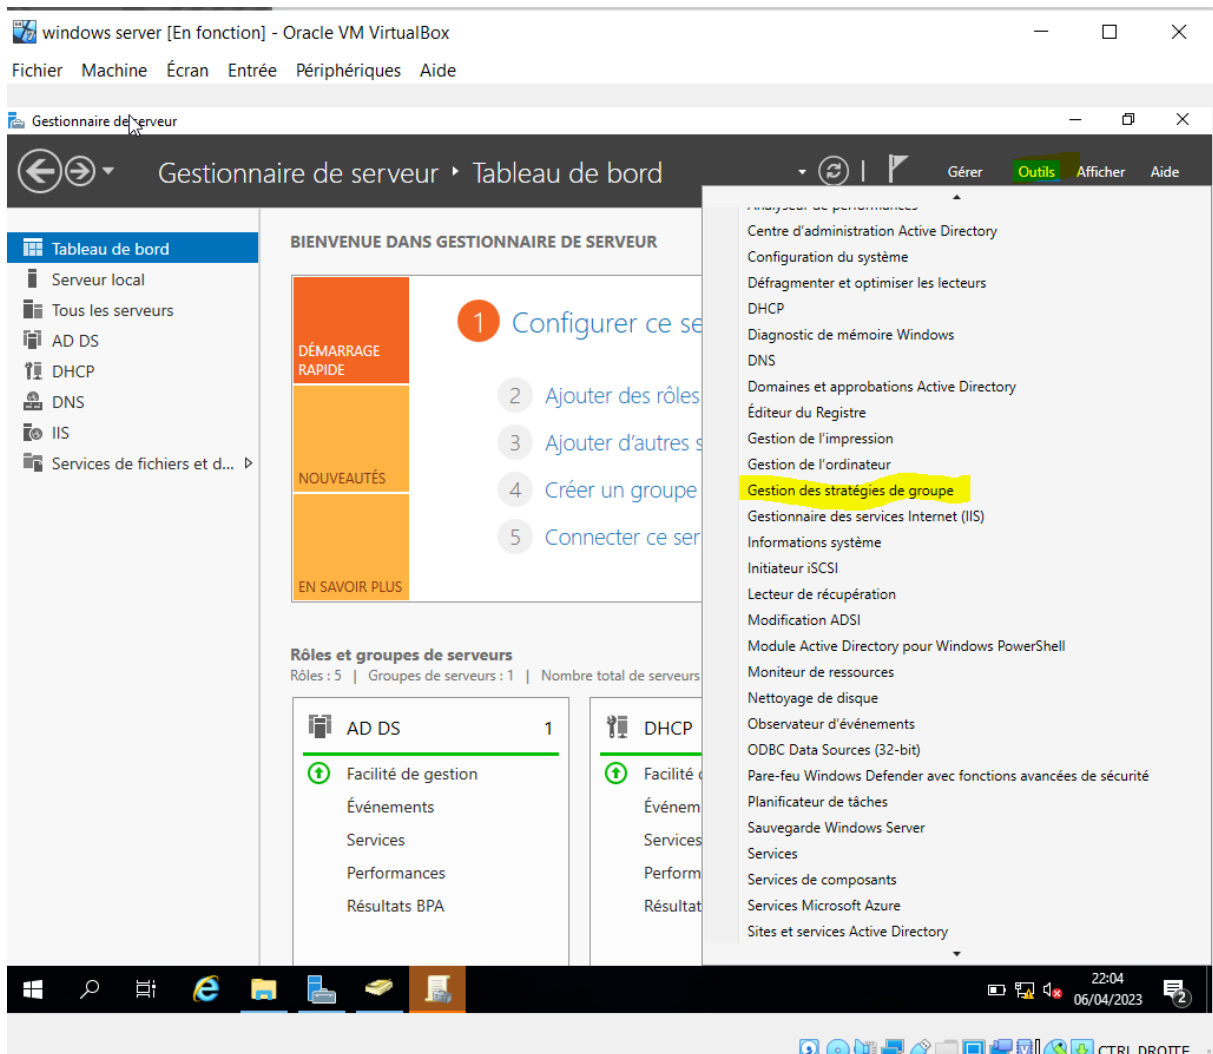 windows server [En fonction] - Oracle VM VirtualBox
Fichier Machine Écran Entrée Périphériques Aide
Gestionnaire de serveur
Gestionnaire de serveur ‣ Tableau de bord
Gérer Outils Afficher Aide
Tableau de bord
Serveur local
Tous les serveurs
AD DS
DHCP
DNS
IIS
Services de fichiers et d...
BIENVENUE DANS GESTIONNAIRE DE SERVEUR
DÉMARRAGE
RAPIDE
NOUVEAUTÉS
EN SAVOIR PLUS
1 Configurer ce se
2 Ajouter des rôles
3 Ajouter d'autres s
4 Créer un groupe
5 Connecter ce ser
Rôles et groupes de serveurs
Rôles : 5 | Groupes de serveurs : 1 | Nombre total de serveurs
AD DS 1
Facilité de gestion
Événements
Services
Performances
Résultats BPA
DHCP
Facilité
Événem
Services
Perform
Résultat
Analyseur de performances
Centre d'administration Active Directory
Configuration du système
Défragmenter et optimiser les lecteurs
DHCP
Diagnostic de mémoire Windows
DNS
Domaines et approbations Active Directory
Éditeur du Registre
Gestion de l'impression
Gestion de l'ordinateur
Gestion des stratégies de groupe
Gestionnaire des services Internet (IIS)
Informations système
Initiateur iSCSI
Lecteur de récupération
Modification ADSI
Module Active Directory pour Windows PowerShell
Moniteur de ressources
Nettoyage de disque
Observateur d'événements
ODBC Data Sources (32-bit)
Pare-feu Windows Defender avec fonctions avancées de sécurité
Planificateur de tâches
Sauvegarde Windows Server
Services
Services de composants
Services Microsoft Azure
Sites et services Active Directory
22:04
06/04/2023
2
CTRL DROITE